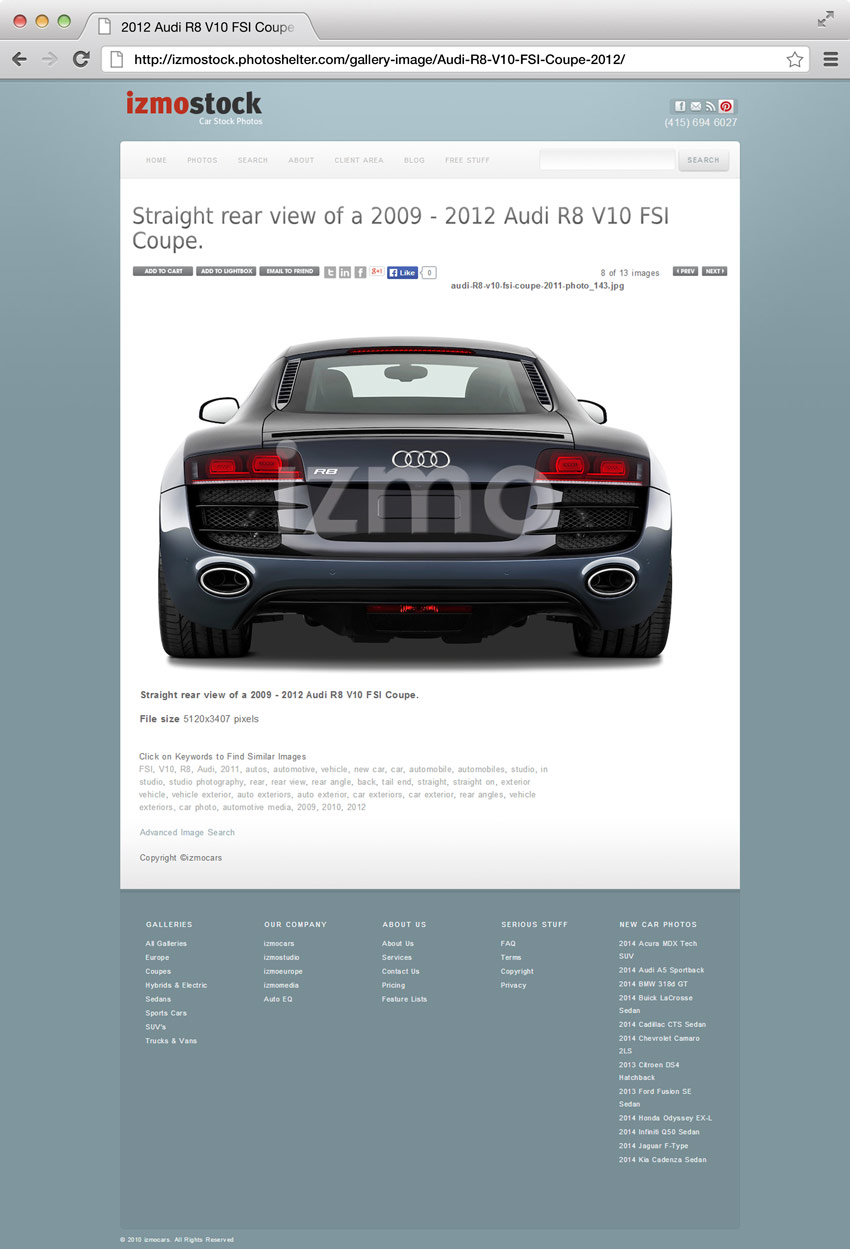 2012 Audi R8 V10 FSI Coupe
http://izmostock.photoshelter.com/gallery-image/Audi-R8-V10-FSI-Coupe-2012/
izmostock
Car Stock Photos
(415) 694 6027
HOME PHOTOS SEARCH ABOUT CLIENT AREA BLOG FREE STUFF SEARCH
Straight rear view of a 2009 - 2012 Audi R8 V10 FSI
Coupe.
ADD TO CART ADD TO LIGHTBOX EMAIL TO FRIEND t in f g+1 f Like 0 8 of 13 images PREV NEXT
audi-R8-v10-fsi-coupe-2011-photo_143.jpg
R8
izmo
Straight rear view of a 2009 - 2012 Audi R8 V10 FSI Coupe.
File size 5120x3407 pixels
Click on Keywords to Find Similar Images
FSI, V10, R8, Audi, 2011, autos, automotive, vehicle, new car, car, automobile, automobiles, studio, in
studio, studio photography, rear, rear view, rear angle, back, tail end, straight, straight on, exterior
vehicle, vehicle exterior, auto exteriors, auto exterior, car exteriors, car exterior, rear angles, vehicle
exteriors, car photo, automotive media, 2009, 2010, 2012
Advanced Image Search
Copyright ©izmocars
GALLERIES
All Galleries
Europe
Coupes
Hybrids & Electric
Sedans
Sports Cars
SUV's
Trucks & Vans
OUR COMPANY
izmocars
izmostudio
izmoeurope
izmomedia
Auto EQ
ABOUT US
About Us
Services
Contact Us
Pricing
Feature Lists
SERIOUS STUFF
FAQ
Terms
Copyright
Privacy
NEW CAR PHOTOS
2014 Acura MDX Tech
SUV
2014 Audi A5 Sportback
2014 BMW 318d GT
2014 Buick LaCrosse
Sedan
2014 Cadillac CTS Sedan
2014 Chevrolet Camaro
2LS
2013 Citroen DS4
Hatchback
2013 Ford Fusion SE
Sedan
2014 Honda Odyssey EX-L
2014 Infiniti Q50 Sedan
2014 Jaguar F-Type
2014 Kia Cadenza Sedan
© 2010 izmocars. All Rights Reserved